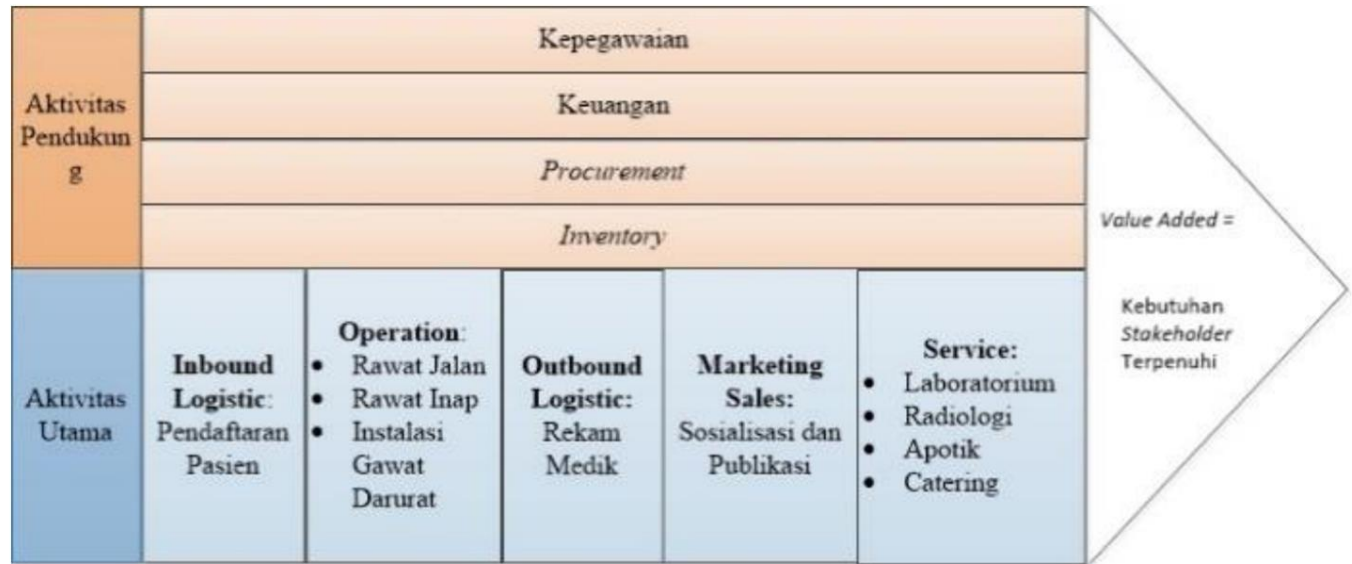 Aktivitas
Pendukun
g
Kepegawaian
Keuangan
Procurement
Inventory
Aktivitas
Utama
Inbound
Logistic:
Pendaftaran
Pasien
Operation:
• Rawat Jalan
• Rawat Inap
• Instalasi
Gawat
Darurat
Outbound
Logistic:
Rekam
Medik
Marketing
Sales:
Sosialisasi dan
Publikasi
Service:
• Laboratorium
• Radiologi
• Apotik
• Catering
Value Added =
Kebutuhan
Stakeholder
Terpenuhi